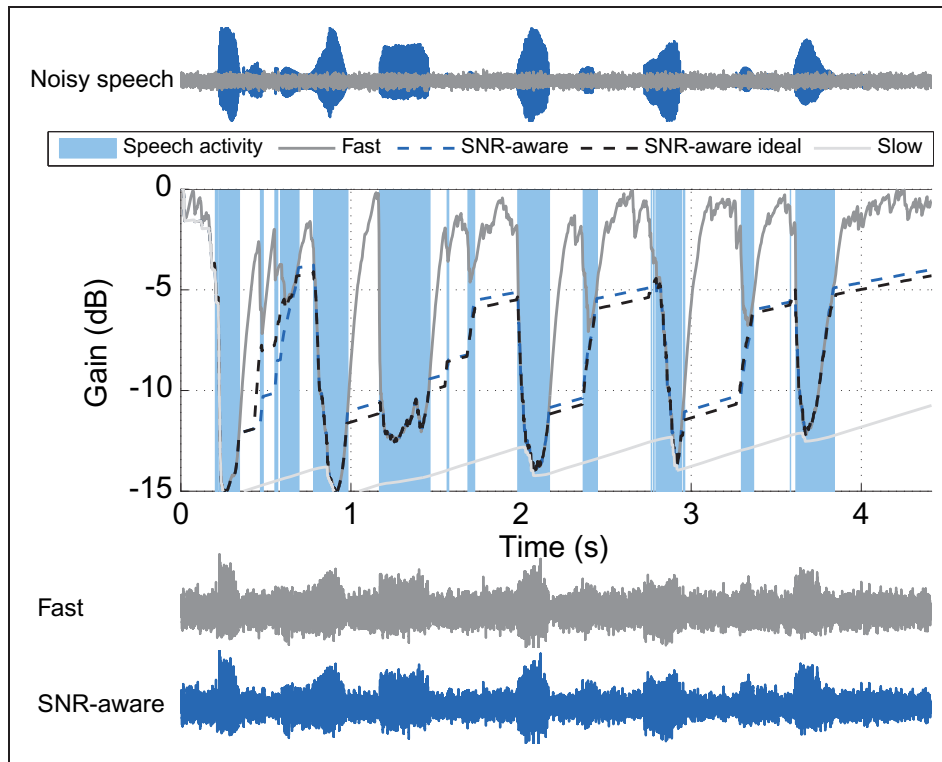 Noisy speech
Speech activity Fast SNR-aware SNR-aware ideal Slow
0
-5
-10
-15
Gain (dB)
0 1 2 3 4
Time (s)
Fast
SNR-aware